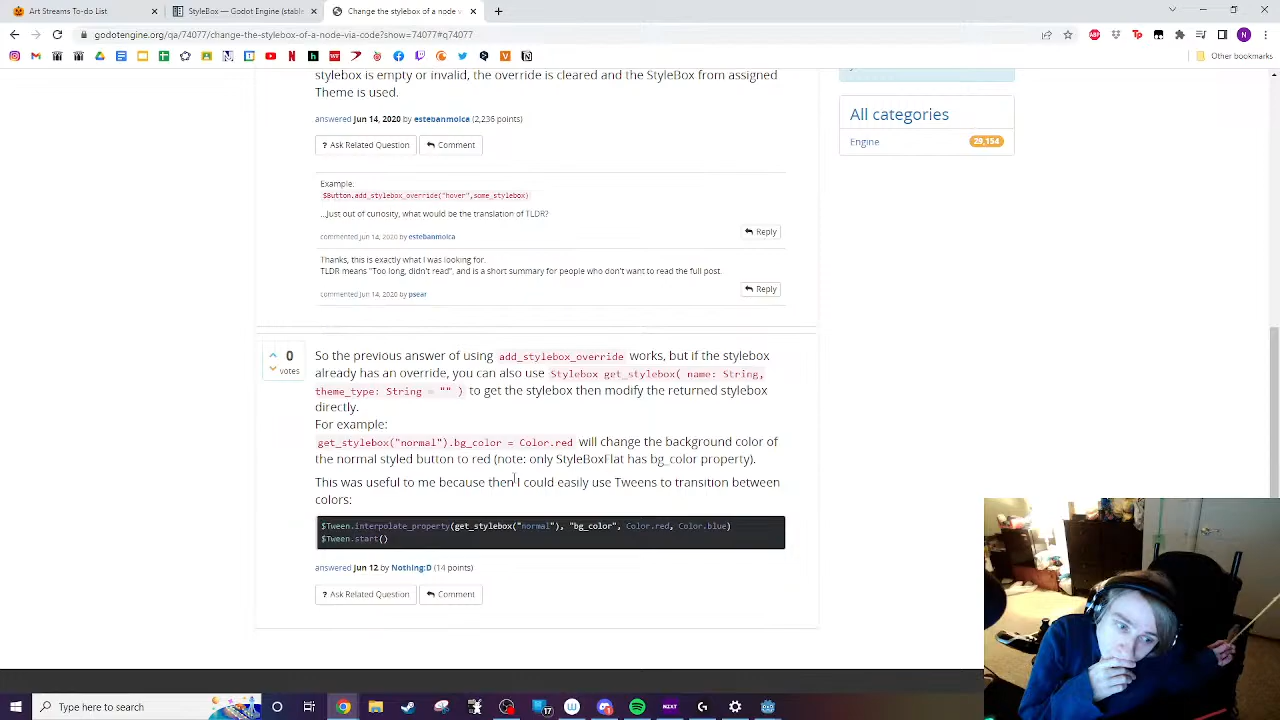 Art Streams To-do List
StyleBox — Godot Engine (stabl
Change the stylebox of a node v
godotengine.org/qa/74077/change-the-stylebox-of-a-node-via-code?show=74077#q74077
Other bookmarks
stylebox is empty or invalid, the override is cleared and the StyleBox from assigned
Theme is used.
answered Jun 14, 2020 by estebanmolca (2,236 points)
? Ask Related Question
Comment
Example.
$Button.add_stylebox_override("hover",some_stylebox)
...Just out of curiosity, what would be the translation of TLDR?
commented Jun 14, 2020 by estebanmolca
Reply
Thanks, this is exactly what I was looking for.
TLDR means "Too long, didn't read", and is a short summary for people who don't want to read the full post.
commented Jun 14, 2020 by psear
Reply
All categories
Engine
29,154
0
votes
So the previous answer of using add_stylebox_override works, but if the stylebox
already has an override, you can also use Stylebox get_stylebox( name: String,
theme_type: String = "" ) to get the stylebox then modify the returned stylebox
directly.
For example:
get_stylebox("normal").bg_color = Color.red will change the background color of
the normal styled button to red (note: only StyleBoxFlat has bg_color property).
This was useful to me because then I could easily use Tweens to transition between
colors:
$Tween.interpolate_property(get_stylebox("normal"), "bg_color", Color.red, Color.blue)
$Tween.start()
answered Jun 12 by Nothing:D (14 points)
? Ask Related Question
Comment
Type here to search